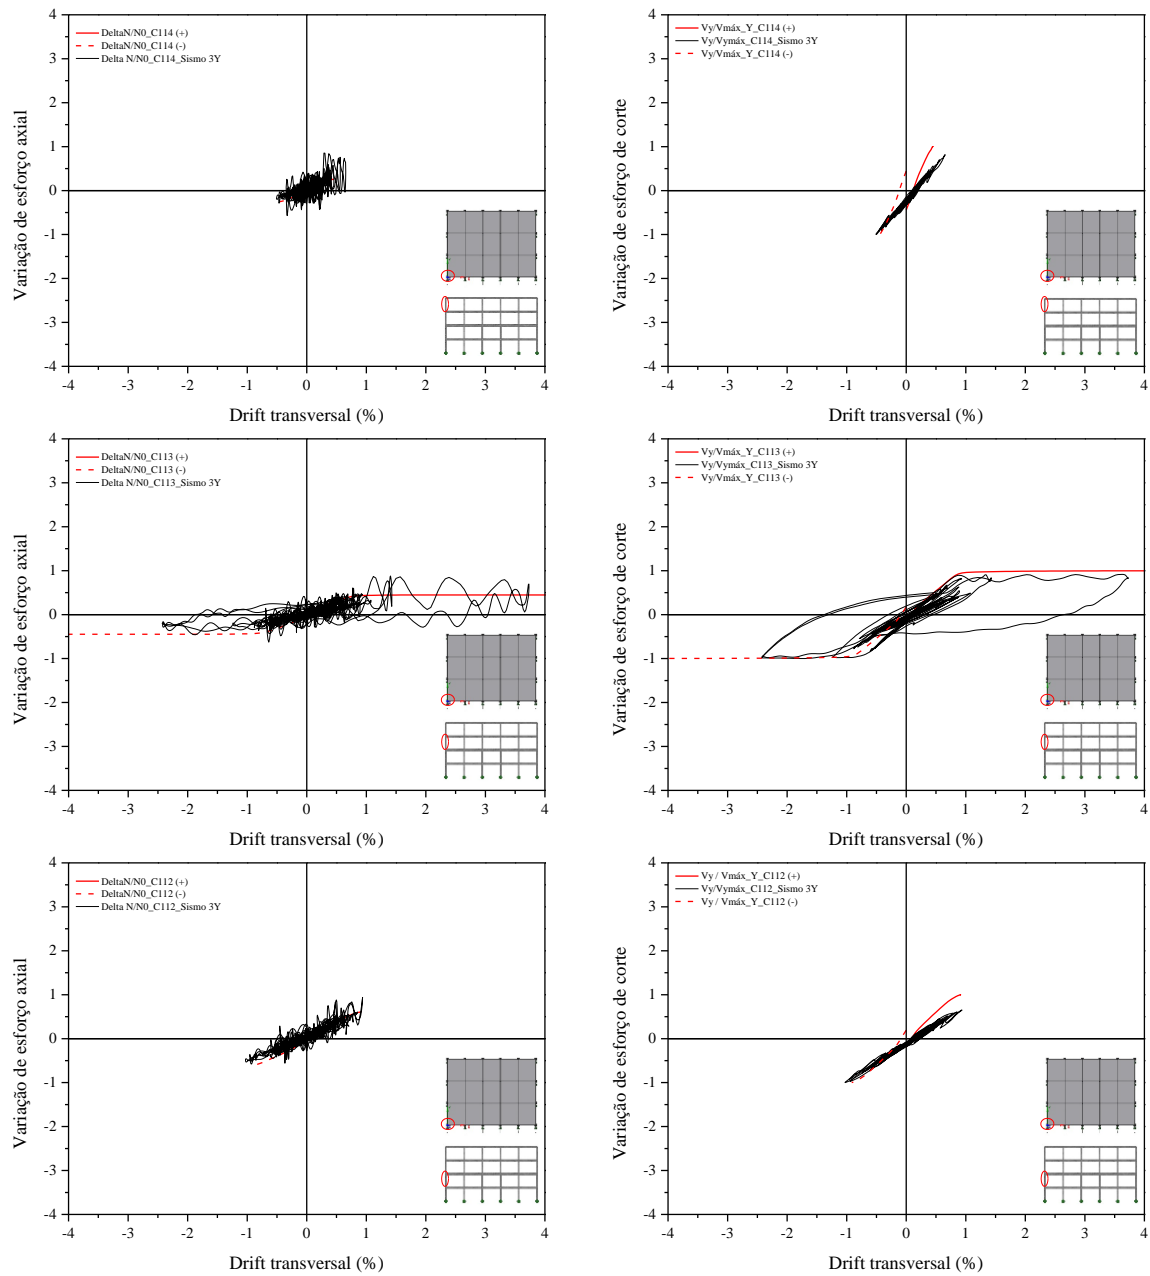 4
3
2
1
0
-1
-2
-3
-4
-4 -3 -2 -1 0 1 2 3 4
Variação de esforço axial
Drift transversal (%)
DeltaN/N0_C114 (+)
DeltaN/N0_C114 (-)
Delta N/N0_C114_Sismo 3Y
4
3
2
1
0
-1
-2
-3
-4
-4 -3 -2 -1 0 1 2 3 4
Variação de esforço de corte
Drift transversal (%)
Vy/Vmáx_Y_C114 (+)
Vy/Vymáx_C114_Sismo 3Y
Vy/Vmáx_Y_C114 (-)
4
3
2
1
0
-1
-2
-3
-4
-4 -3 -2 -1 0 1 2 3 4
Variação de esforço axial
Drift transversal (%)
DeltaN/N0_C113 (+)
DeltaN/N0_C113 (-)
Delta N/N0_C113_Sismo 3Y
4
3
2
1
0
-1
-2
-3
-4
-4 -3 -2 -1 0 1 2 3 4
Variação de esforço de corte
Drift transversal (%)
Vy/Vmáx_Y_C113 (+)
Vy/Vymáx_C113_Sismo 3Y
Vy/Vmáx_Y_C113 (-)
4
3
2
1
0
-1
-2
-3
-4
-4 -3 -2 -1 0 1 2 3 4
Variação de esforço axial
Drift transversal (%)
DeltaN/N0_C112 (+)
DeltaN/N0_C112 (-)
Delta N/N0_C112_Sismo 3Y
4
3
2
1
0
-1
-2
-3
-4
-4 -3 -2 -1 0 1 2 3 4
Variação de esforço de corte
Drift transversal (%)
Vy / Vmáx_Y_C112 (+)
Vy/Vymáx_C112_Sismo 3Y
Vy / Vmáx_Y_C112 (-)